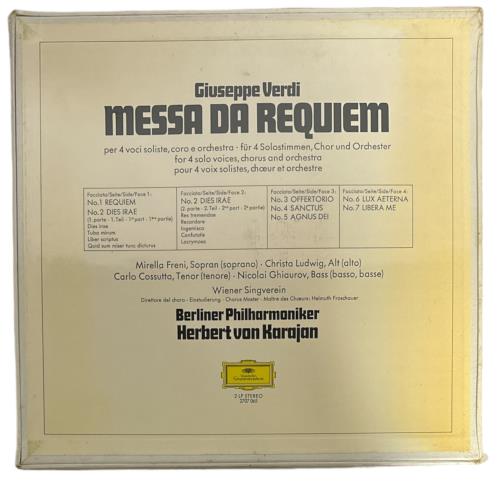 Giuseppe Verdi
MESSA DA REQUIEM
per 4 voci soliste, coro e orchestra · für 4 Solostimmen, Chor und Orchester
for 4 solo voices, chorus and orchestra
pour 4 voix solistes, chœur et orchestre
Facciata/Seite/Side/Face 1:
No. 1 REQUIEM
No. 2 DIES IRAE
(1. parte · 1. Teil · 1st part · 1ère partie)
Dies irae
Tuba mirum
Liber scriptus
Quid sum miser tunc dicturus
Facciata/Seite/Side/Face 2:
No. 2 DIES IRAE
(2. parte · 2. Teil · 2nd part · 2e partie)
Rex tremendae
Recordare
Ingemisco
Confutatis
Lacrymosa
Facciata/Seite/Side/Face 3:
No. 3 OFFERTORIO
No. 4 SANCTUS
No. 5 AGNUS DEI
Facciata/Seite/Side/Face 4:
No. 6 LUX AETERNA
No. 7 LIBERA ME
Mirella Freni, Sopran (soprano) · Christa Ludwig, Alt (alto)
Carlo Cossutta, Tenor (tenore) · Nicolai Ghiaurov, Bass (basso, basse)
Wiener Singverein
Direttore del choro · Einstudierung · Chorus Master · Maître des Chœurs: Helmuth Froschauer
Berliner Philharmoniker
Herbert von Karajan
Deutsche
Grammophon
2 LP STEREO
2707 065